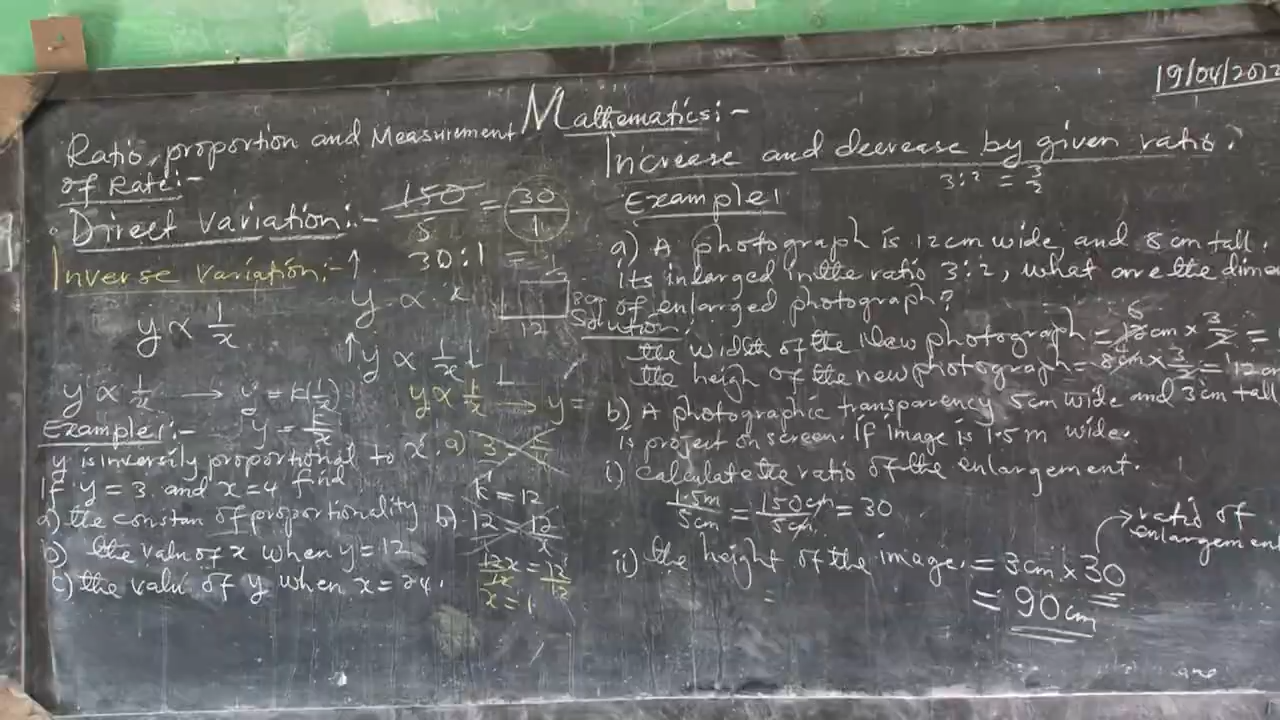 19/04/202
Mathematics:-
Ratio, proportion and Measurement
of Rate:-
Direct variation:- 150/5 = 30/1
30:1
Inverse variation:-
y ∝ x
y ∝ 1/x
y ∝ 1/x
12
y ∝ 1/x → y = K(1/x)
y = k/x
y ∝ 1/x → y =
Example:-
y is inversily proportional to x.
If y = 3 and x = 4 find
a) the constan of proportionality
b) the valu of x when y = 12
c) the valu of y when x = 24.
a) 3
K = 12
b) 12 = 12/x
12x = 12
12 12
x = 1
Increase and decrease by given ratio.
3:2 = 3/2
Example1
a) A photograph is 12cm wide and 8cm tall.
its inlarged in the ratio 3:2, what are the dime
of enlarged photograph?
Solution:
the width of the New photograph = 12cm x 3/2 =
6
the heigh of the new photograph = 8cm x 3/2 = 12cm
b) A photographic transparency 5cm wide and 3cm tall
is project on screen. If image is 1.5m wide.
i) calculate the ratio of the enlargement.
1.5m/5cm = 150cm/5cm = 30
→ ratio of
enlargement
ii) the height of the image. = 3cm x 30
= 90cm